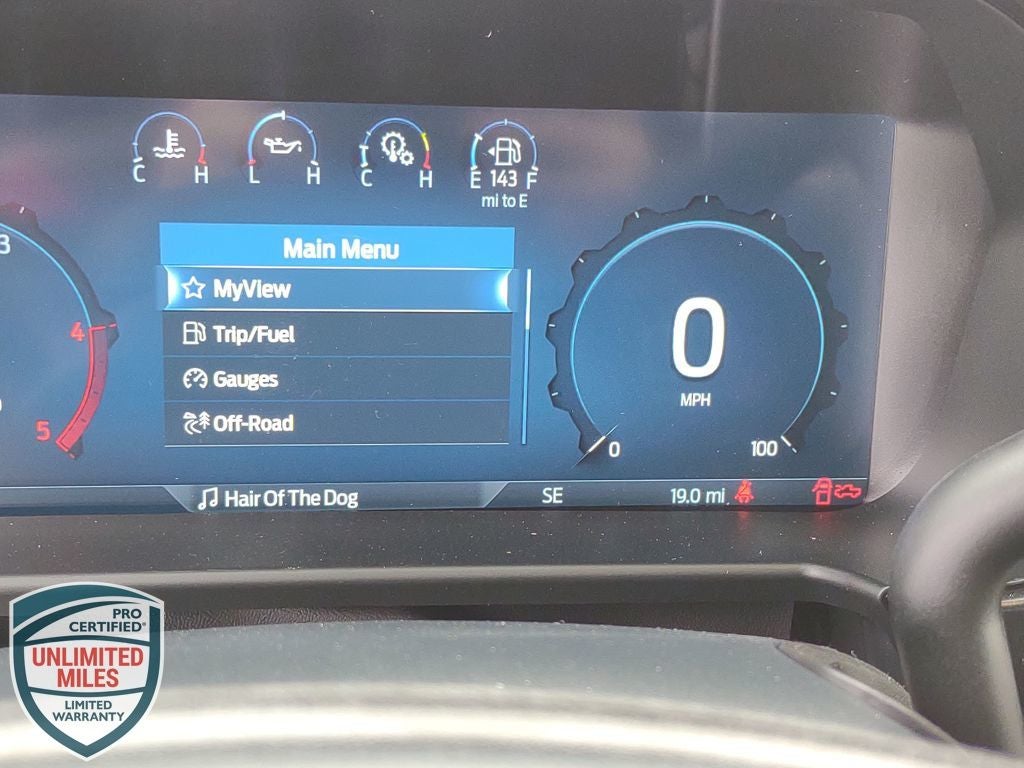 C H
L H
C H
E 143 F
mi to E
3
4
5
Main Menu
MyView
Trip/Fuel
Gauges
Off-Road
0
MPH
0 100
Hair Of The Dog
SE
19.0 mi
PRO
CERTIFIED®
UNLIMITED
MILES
LIMITED
WARRANTY